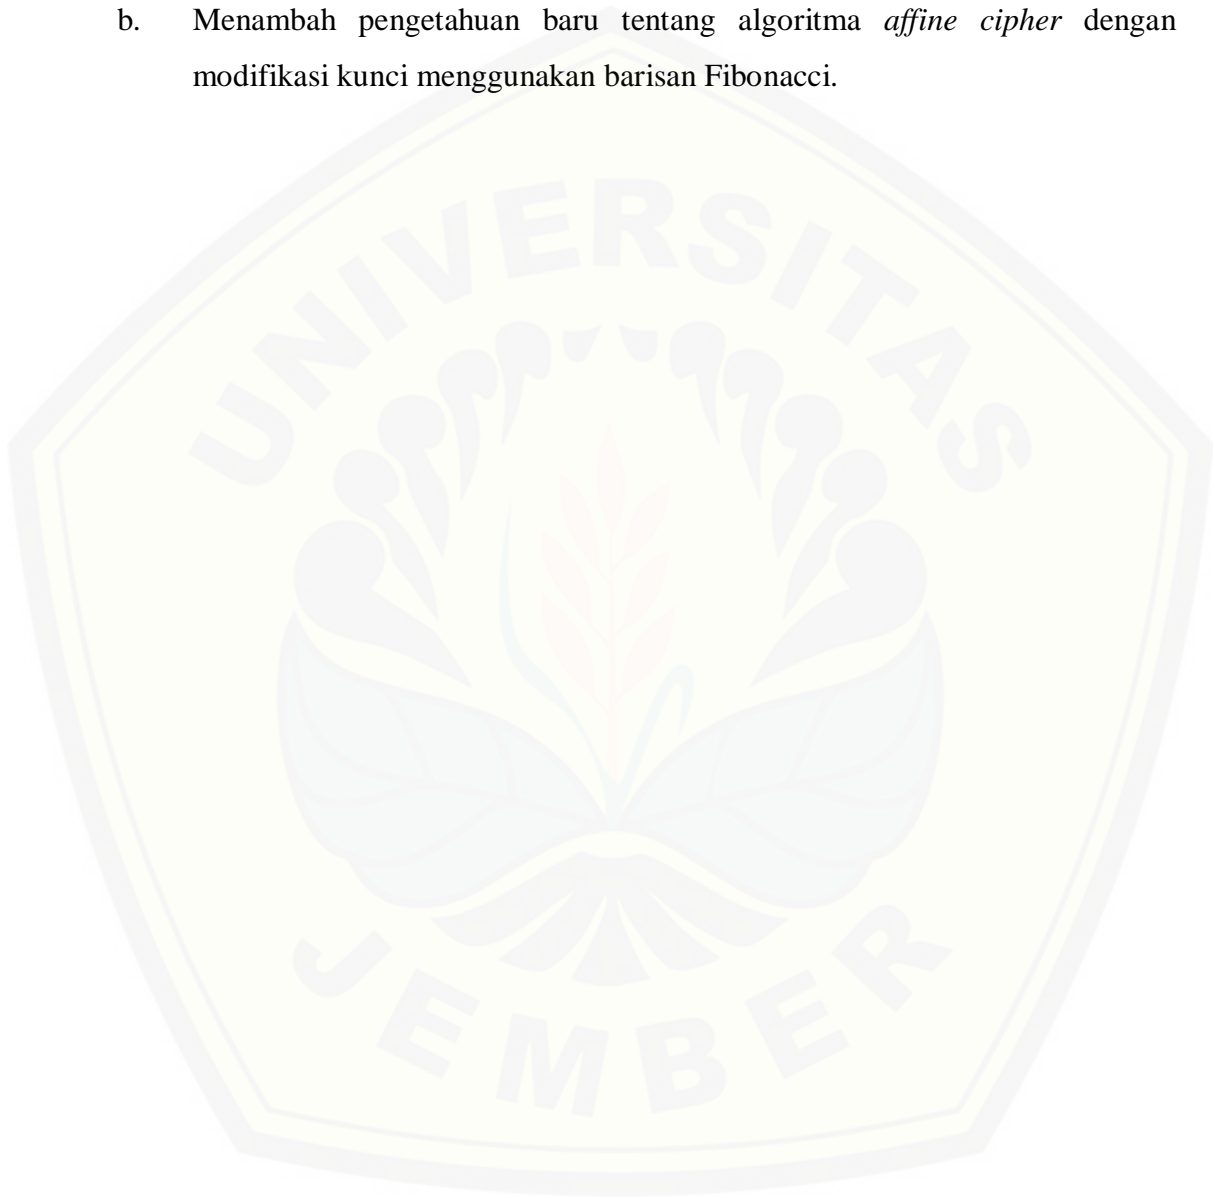 b. Menambah pengetahuan baru tentang algoritma affine cipher dengan
modifikasi kunci menggunakan barisan Fibonacci.
UNIVERSITAS
JEMBER